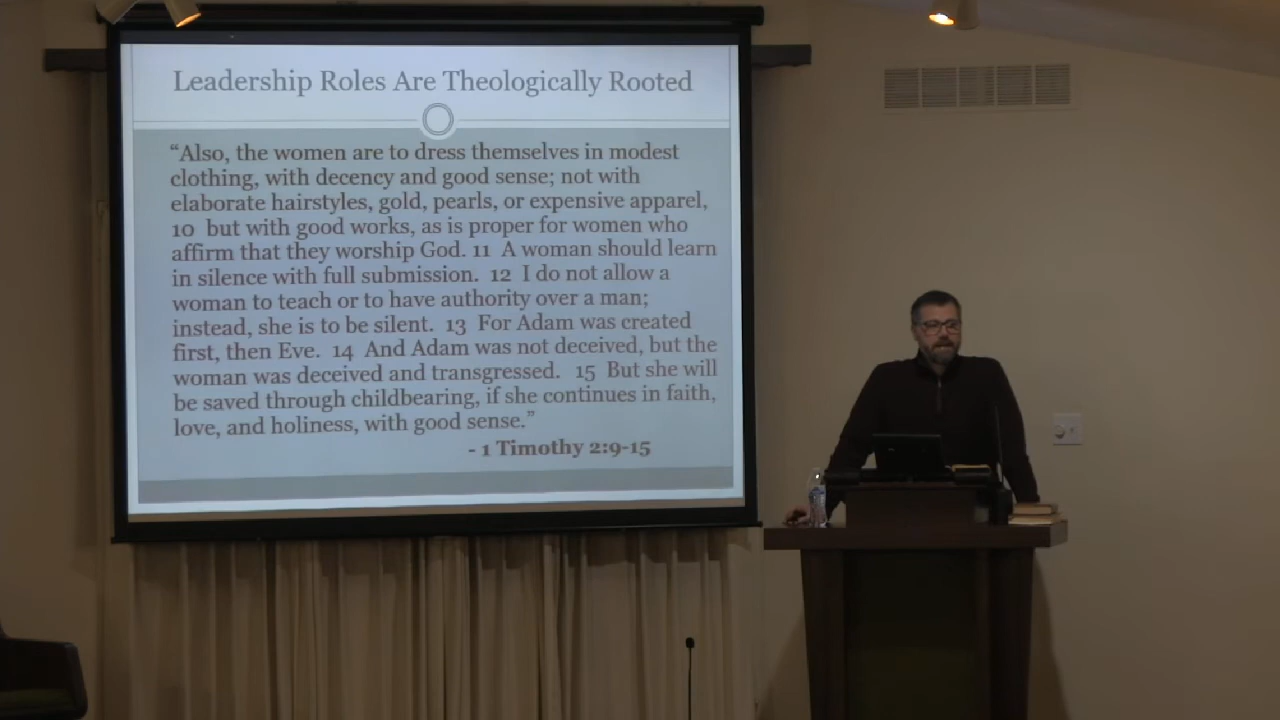 Leadership Roles Are Theologically Rooted
“Also, the women are to dress themselves in modest
clothing, with decency and good sense; not with
elaborate hairstyles, gold, pearls, or expensive apparel,
10 but with good works, as is proper for women who
affirm that they worship God. 11 A woman should learn
in silence with full submission. 12 I do not allow a
woman to teach or to have authority over a man;
instead, she is to be silent. 13 For Adam was created
first, then Eve. 14 And Adam was not deceived, but the
woman was deceived and transgressed. 15 But she will
be saved through childbearing, if she continues in faith,
love, and holiness, with good sense.”
- 1 Timothy 2:9-15